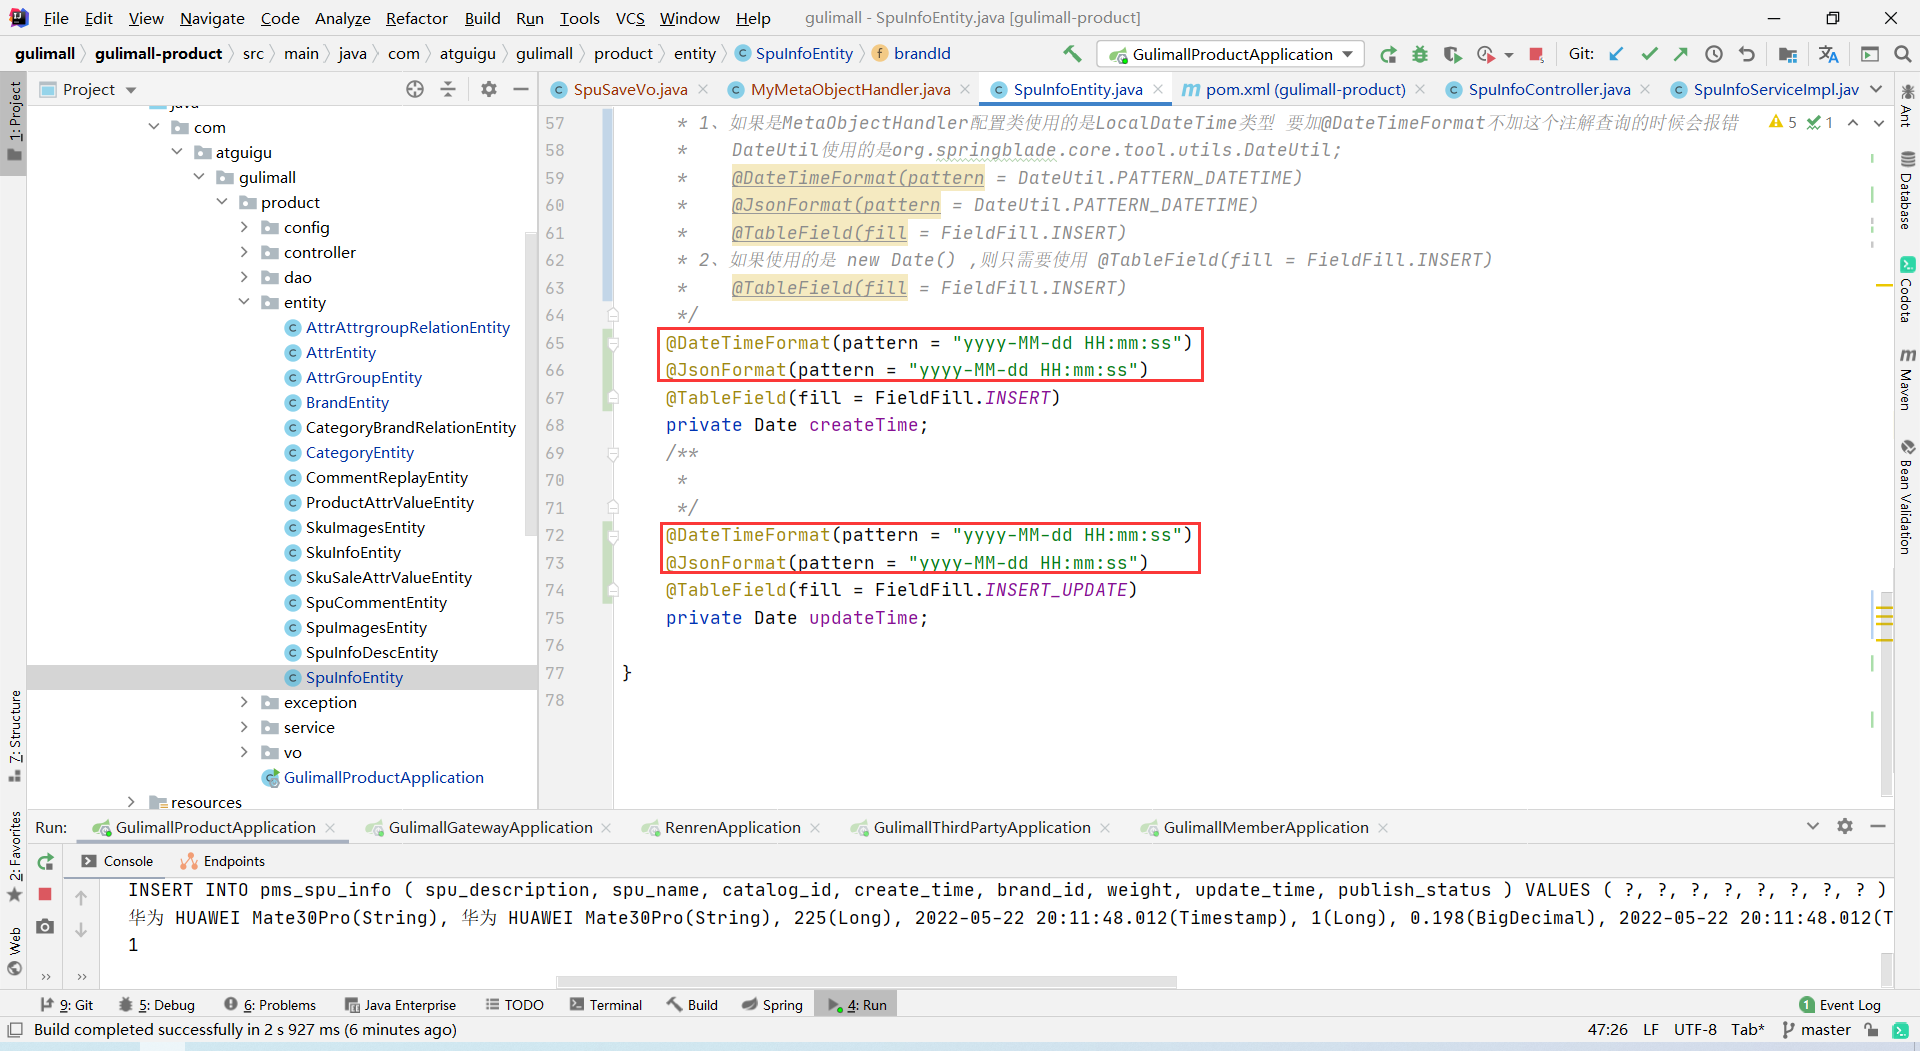 File Edit View Navigate Code Analyze Refactor Build Run Tools VCS Window Help gulimall - SpuInfoEntity.java [gulimall-product]
gulimall gulimall-product src main java com atguigu gulimall product entity SpuInfoEntity brandId GulimallProductApplication Git:
Project SpuSaveVo.java MyMetaObjectHandler.java SpuInfoEntity.java pom.xml (gulimall-product) SpuInfoController.java SpuInfoServiceImpl.jav
1: Project
java
com
atguigu
gulimall
product
config
controller
dao
entity
AttrAttrgroupRelationEntity
AttrEntity
AttrGroupEntity
BrandEntity
CategoryBrandRelationEntity
CategoryEntity
CommentReplayEntity
ProductAttrValueEntity
SkuImagesEntity
SkuInfoEntity
SkuSaleAttrValueEntity
SpuCommentEntity
SpuImagesEntity
SpuInfoDescEntity
SpuInfoEntity
exception
service
vo
GulimallProductApplication
resources
7: Structure
2: Favorites
Web
57 * 1、如果是MetaObjectHandler配置类使用的是LocalDateTime类型 要加@DateTimeFormat不加这个注解查询的时候会报错 5 1
58 * DateUtil使用的是org.springblade.core.tool.utils.DateUtil;
59 * @DateTimeFormat(pattern = DateUtil.PATTERN_DATETIME)
60 * @JsonFormat(pattern = DateUtil.PATTERN_DATETIME)
61 * @TableField(fill = FieldFill.INSERT)
62 * 2、如果使用的是 new Date() ,则只需要使用 @TableField(fill = FieldFill.INSERT)
63 * @TableField(fill = FieldFill.INSERT)
64 */
65 @DateTimeFormat(pattern = "yyyy-MM-dd HH:mm:ss")
66 @JsonFormat(pattern = "yyyy-MM-dd HH:mm:ss")
67 @TableField(fill = FieldFill.INSERT)
68 private Date createTime;
69 /**
70 *
71 */
72 @DateTimeFormat(pattern = "yyyy-MM-dd HH:mm:ss")
73 @JsonFormat(pattern = "yyyy-MM-dd HH:mm:ss")
74 @TableField(fill = FieldFill.INSERT_UPDATE)
75 private Date updateTime;
76
77 }
78
Ant
Database
Codota
Maven
Bean Validation
Run: GulimallProductApplication GulimallGatewayApplication RenrenApplication GulimallThirdPartyApplication GulimallMemberApplication
Console Endpoints
INSERT INTO pms_spu_info ( spu_description, spu_name, catalog_id, create_time, brand_id, weight, update_time, publish_status ) VALUES ( ?, ?, ?, ?, ?, ?, ?, ? )
华为 HUAWEI Mate30Pro(String), 华为 HUAWEI Mate30Pro(String), 225(Long), 2022-05-22 20:11:48.012(Timestamp), 1(Long), 0.198(BigDecimal), 2022-05-22 20:11:48.012(T
1
9: Git 5: Debug 6: Problems Java Enterprise TODO Terminal Build Spring 4: Run 1 Event Log
Build completed successfully in 2 s 927 ms (6 minutes ago) 47:26 LF UTF-8 Tab* master